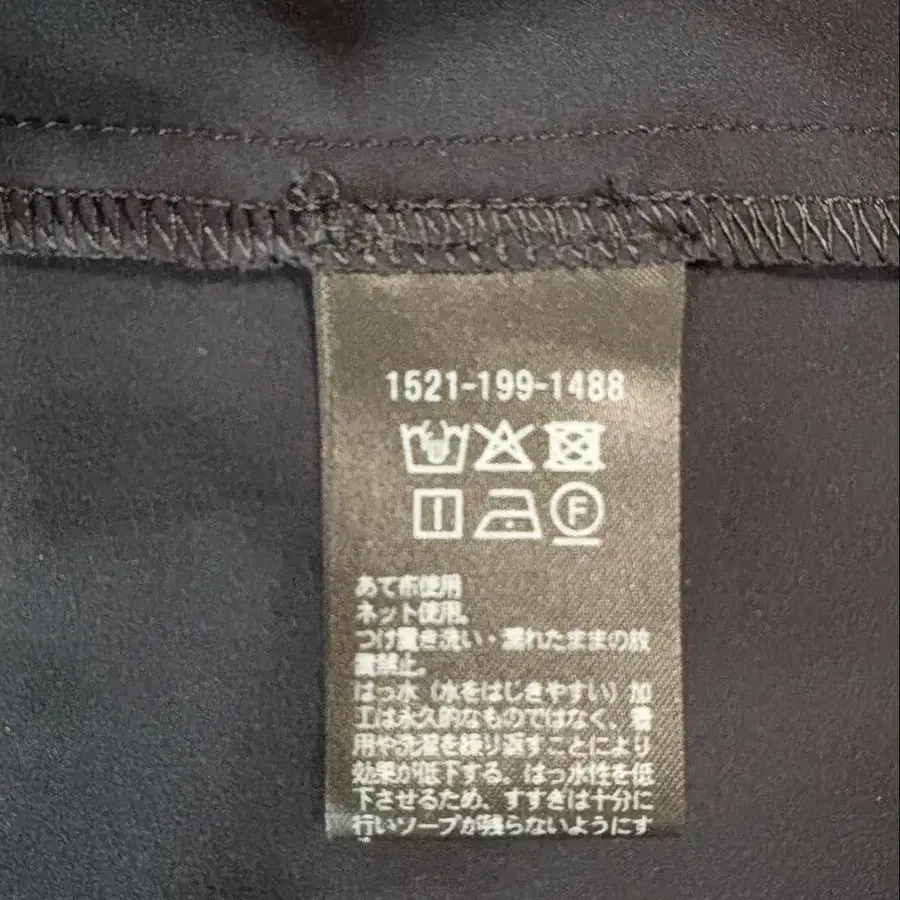 1521-199-1488
F
あて布使用
ネット使用。
つけ置き洗い・濡れたままの放
置禁止。
はっ水（水をはじきやすい）加
工は永久的なものではなく、着
用や洗濯を繰り返すことにより
効果が低下する。はっ水性を低
下させるため、すすぎは十分に
行いソープが残らないようにす